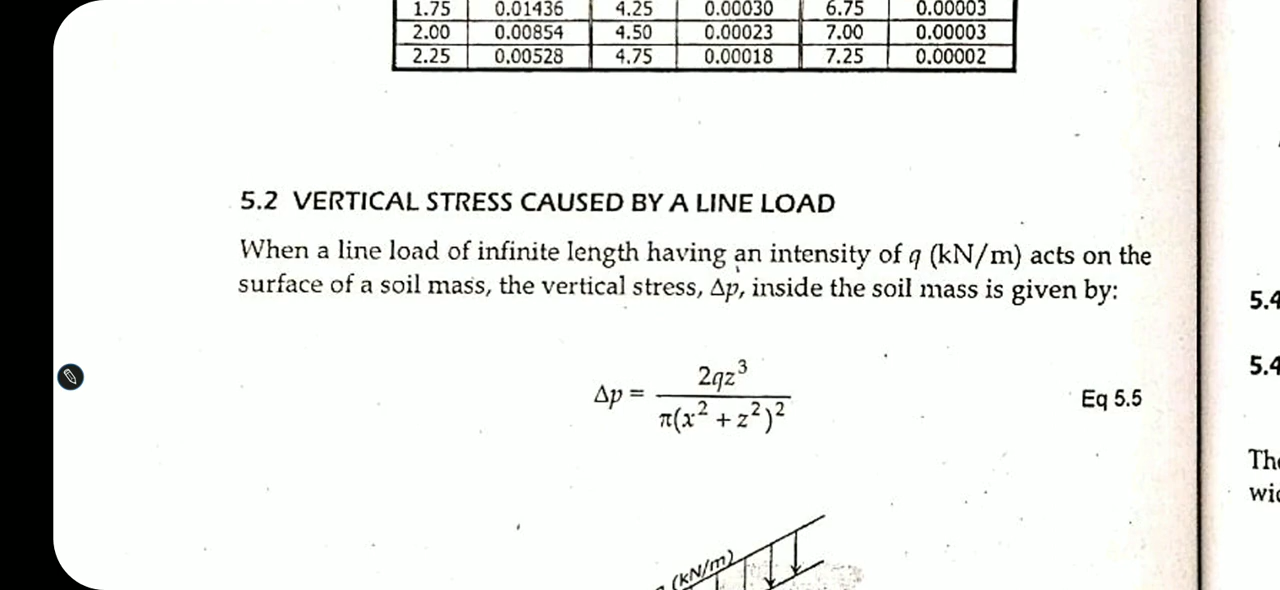 1.75 0.01436 4.25 0.00030 6.75 0.00003
2.00 0.00854 4.50 0.00023 7.00 0.00003
2.25 0.00528 4.75 0.00018 7.25 0.00002
5.2 VERTICAL STRESS CAUSED BY A LINE LOAD
When a line load of infinite length having an intensity of q (kN/m) acts on the
surface of a soil mass, the vertical stress, Δp, inside the soil mass is given by:
Δp = 2qz³ / π(x² + z²)² Eq 5.5
(kN/m)
5.4
5.4